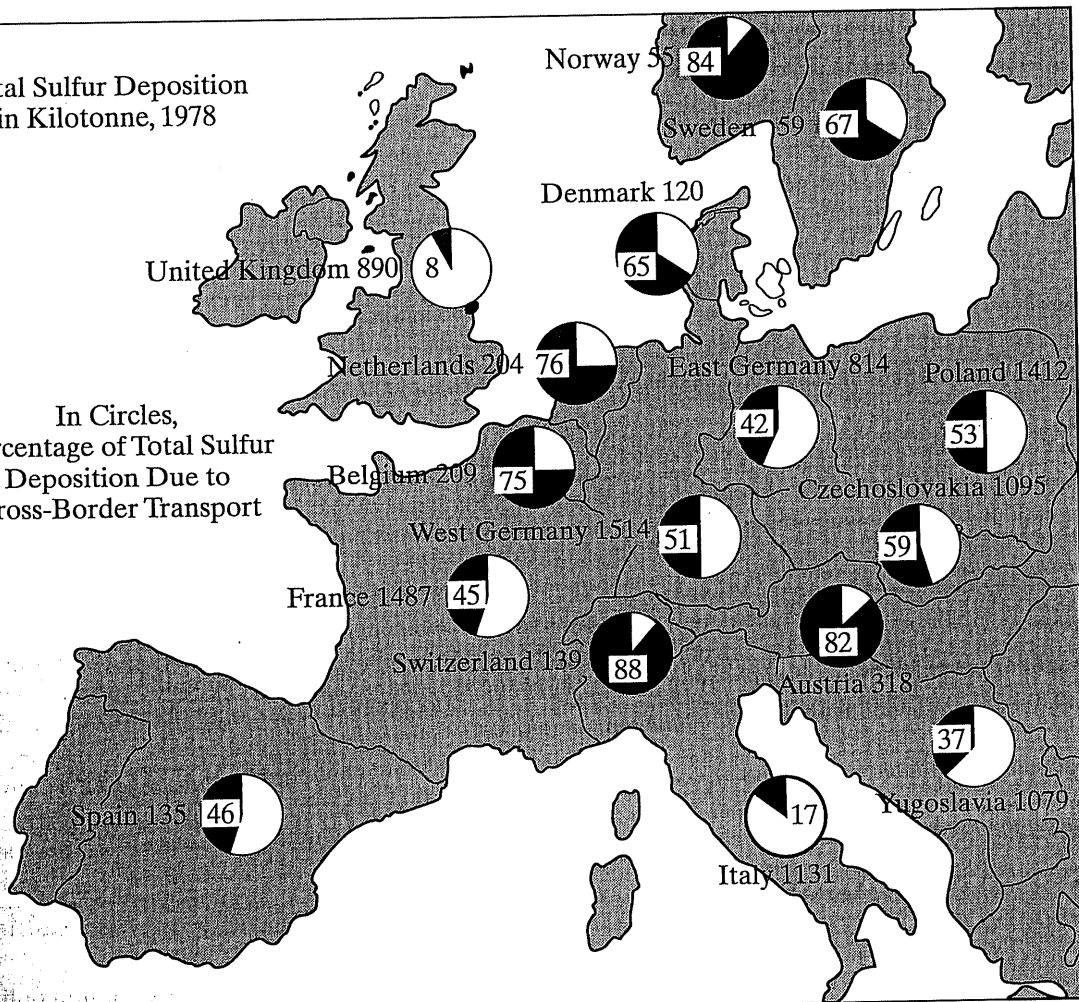 tal Sulfur Deposition
in Kilotonne, 1978
Norway 55 84
Sweden 59 67
Denmark 120
65
United Kingdom 890 8
Netherlands 204 76
East Germany 814
42
Poland 1412
53
In Circles,
rcentage of Total Sulfur
Deposition Due to
ross-Border Transport
Belgium 209 75
Czechoslovakia 1095
59
West Germany 1514 51
France 1487 45
Switzerland 139 88
82
Austria 318
37
Yugoslavia 1079
Spain 135 46
17
Italy 1131